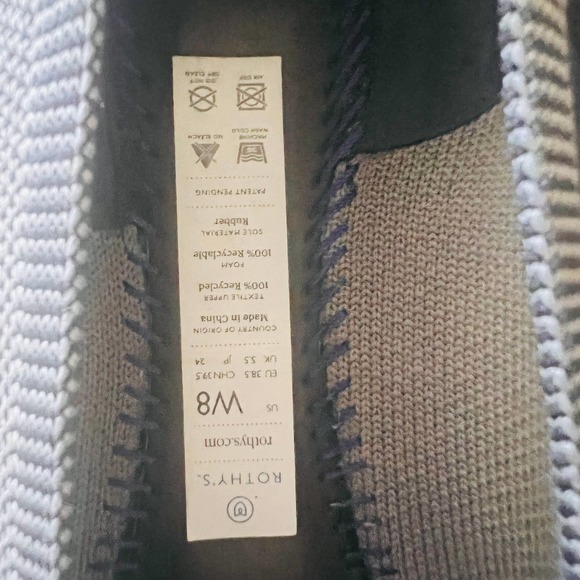 ROTHY'S.
rothys.com
US W8
EU 38.5 CHN 39.5
UK 5.5 JP 24
COUNTRY OF ORIGIN
Made in China
TEXTILE UPPER
100% Recycled
FOAM
100% Recyclable
SOLE MATERIAL
Rubber
PATENT PENDING
MACHINE WASH COLD
NO BLEACH
AIR DRY
DO NOT DRY CLEAN